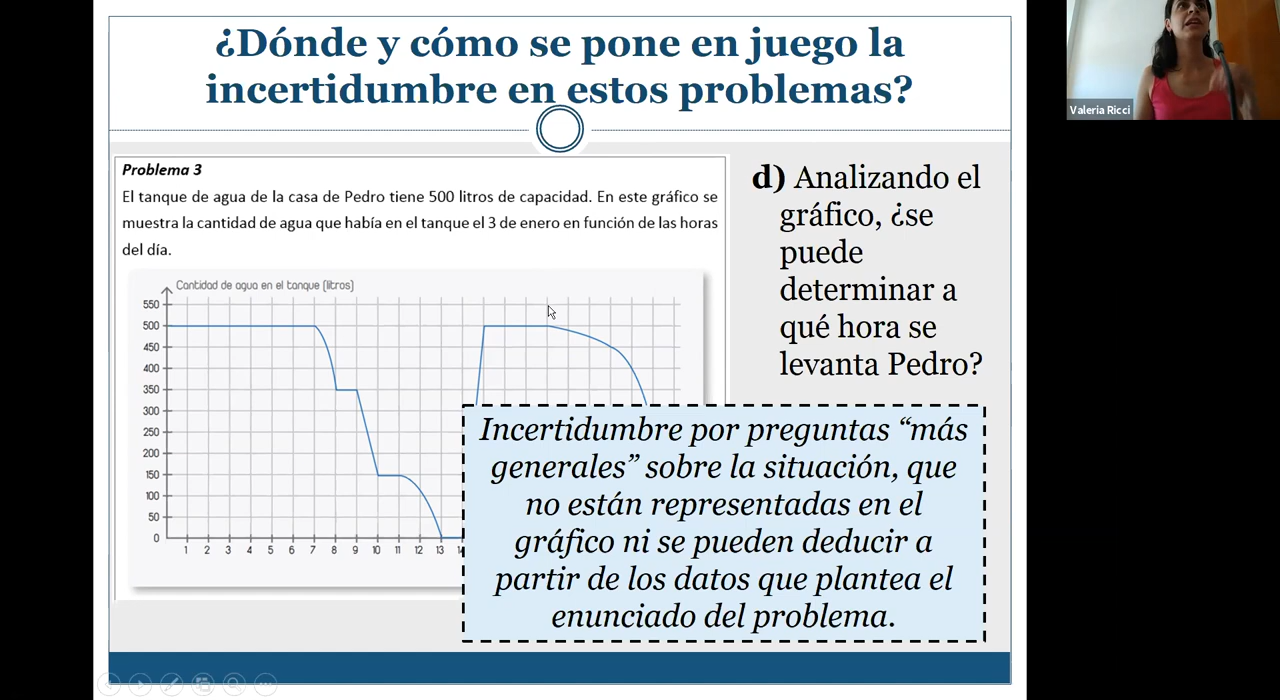 ¿Dónde y cómo se pone en juego la
incertidumbre en estos problemas?
Problema 3
El tanque de agua de la casa de Pedro tiene 500 litros de capacidad. En este gráfico se
muestra la cantidad de agua que había en el tanque el 3 de enero en función de las horas
del día.
Cantidad de agua en el tanque (litros)
550
500
450
400
350
300
250
200
150
100
50
0
1 2 3 4 5 6 7 8 9 10 11 12 13
d) Analizando el
gráfico, ¿se
puede
determinar a
qué hora se
levanta Pedro?
Incertidumbre por preguntas “más
generales” sobre la situación, que
no están representadas en el
gráfico ni se pueden deducir a
partir de los datos que plantea el
enunciado del problema.
Valeria Ricci